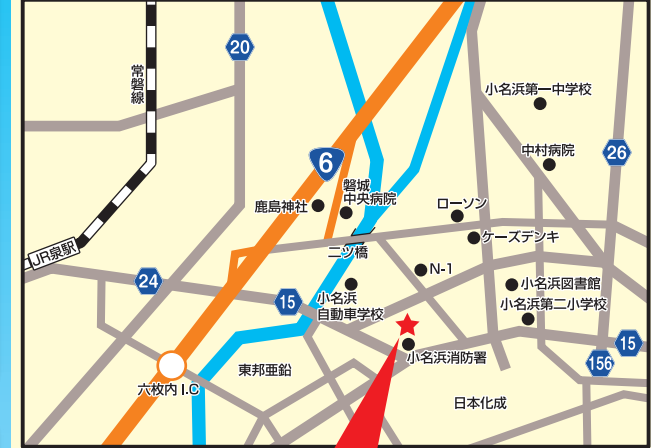 20
常磐線
小名浜第一中学校
中村病院
26
6
磐城
中央病院
鹿島神社
ローソン
ケーズデンキ
二ツ橋
JR泉駅
N-1
24
15
小名浜
自動車学校
小名浜図書館
小名浜第二小学校
15
小名浜消防署
156
東邦亜鉛
六枚内 I.C
日本化成